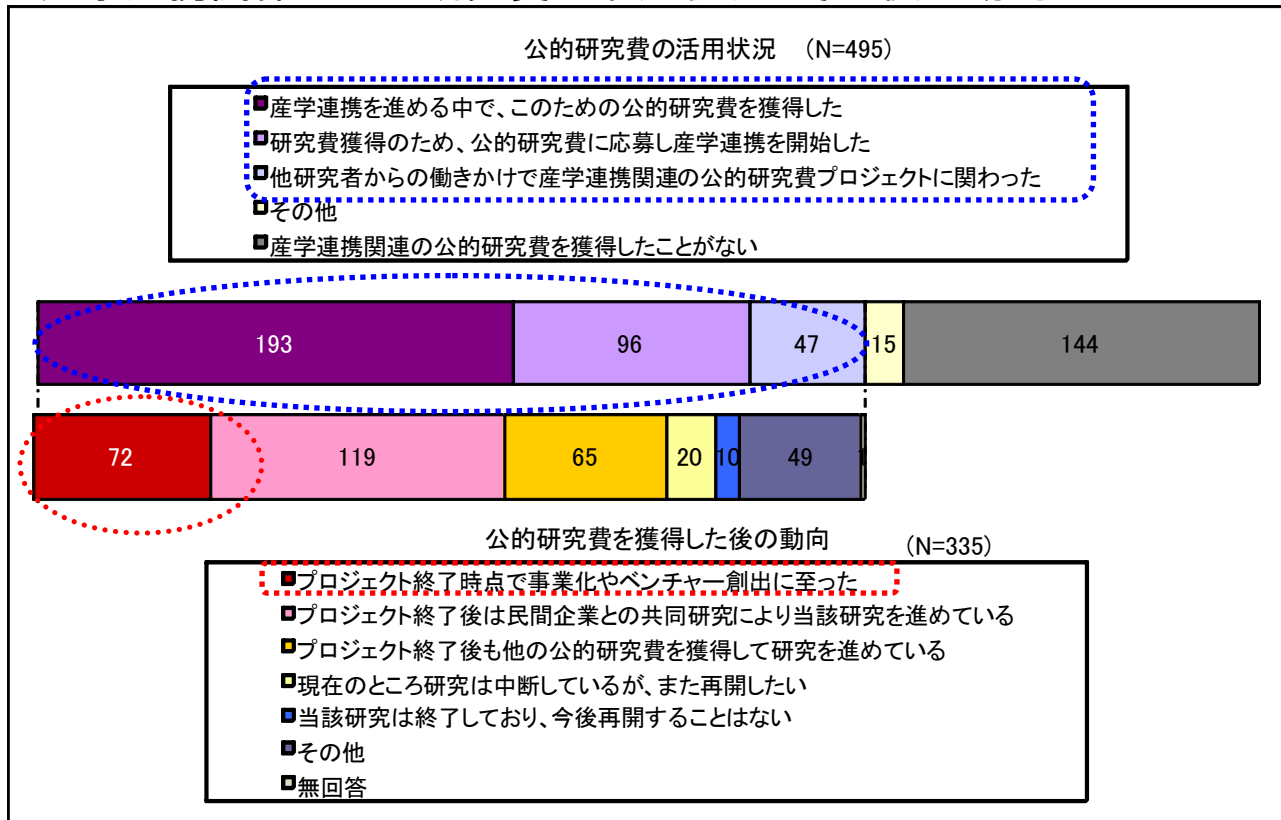 公的研究費の活用状況 (N=495)
産学連携を進める中で、このための公的研究費を獲得した
研究費獲得のため、公的研究費に応募し産学連携を開始した
他研究者からの働きかけで産学連携関連の公的研究費プロジェクトに関わった
その他
産学連携関連の公的研究費を獲得したことがない
193 96 47 15 144
72 119 65 20 10 49 1
公的研究費を獲得した後の動向 (N=335)
プロジェクト終了時点で事業化やベンチャー創出に至った
プロジェクト終了後は民間企業との共同研究により当該研究を進めている
プロジェクト終了後も他の公的研究費を獲得して研究を進めている
現在のところ研究は中断しているが、また再開したい
当該研究は終了しており、今後再開することはない
その他
無回答